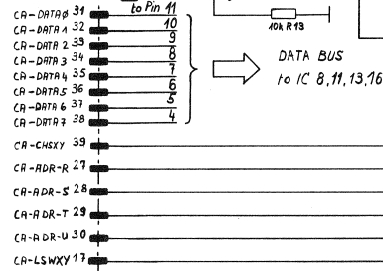 to Pin 11
CA-DATA0 31
CA-DATA1 32 10
CA-DATA2 33 9
CA-DATA3 34 8
CA-DATA4 35 7
CA-DATA5 36 6
CA-DATA6 37 5
CA-DATA7 38 4
10k R13
DATA BUS
to IC 8,11,13,16
CA-CHSXY 39
CA-ADR-R 27
CA-ADR-S 28
CA-ADR-T 29
CA-ADR-U 30
CA-LSWXY 17